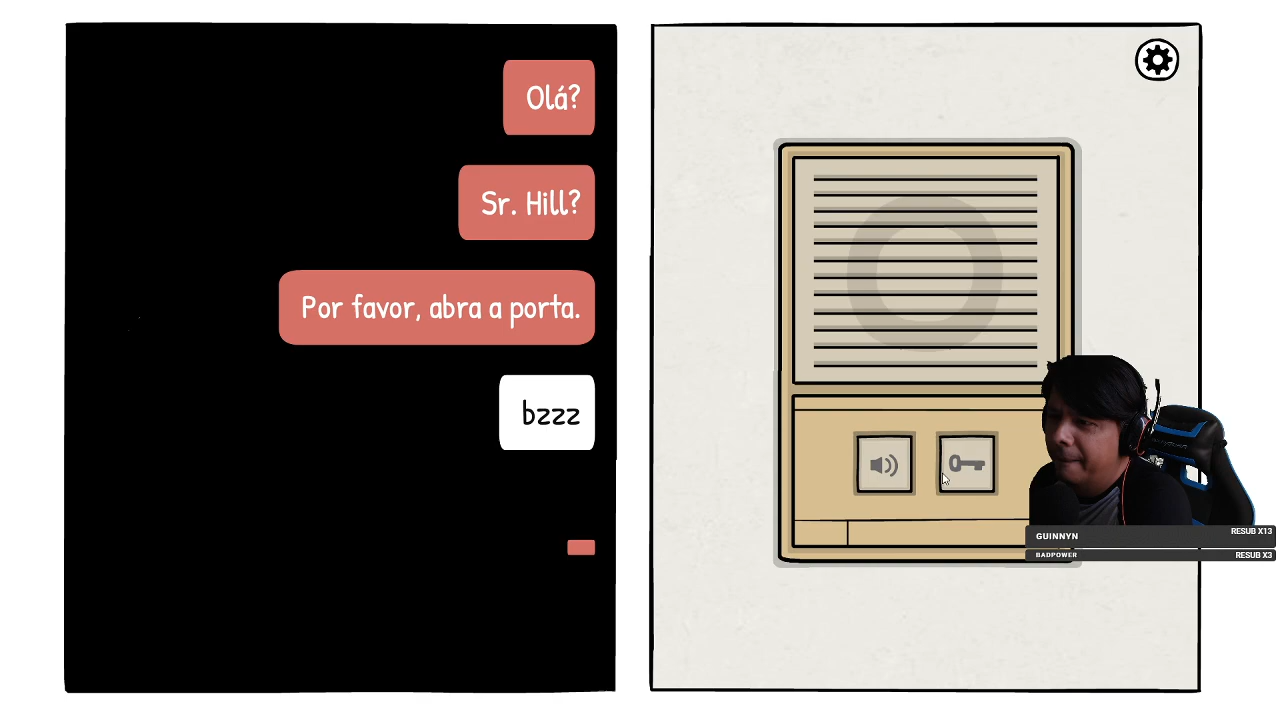 Olá?
Sr. Hill?
Por favor, abra a porta.
bzzz
GUINNYN RESUB X13
BADPOWER RESUB X3